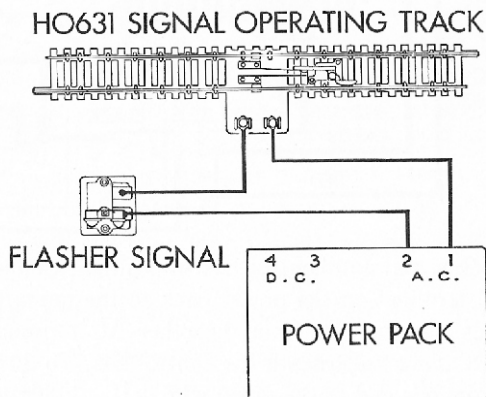 HO631 SIGNAL OPERATING TRACK
FLASHER SIGNAL
4 3 2 1
D.C. A.C.
POWER PACK